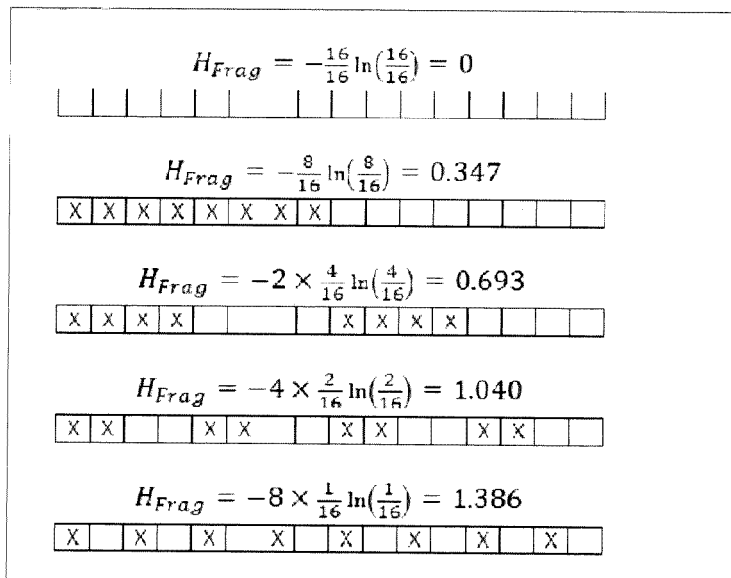 H_Frag = -16/16 ln(16/16) = 0
H_Frag = -8/16 ln(8/16) = 0.347
X X X X X X X X
H_Frag = -2 × 4/16 ln(4/16) = 0.693
X X X X X X X X
H_Frag = -4 × 2/16 ln(2/16) = 1.040
X X X X X X X X
H_Frag = -8 × 1/16 ln(1/16) = 1.386
X X X X X X X X